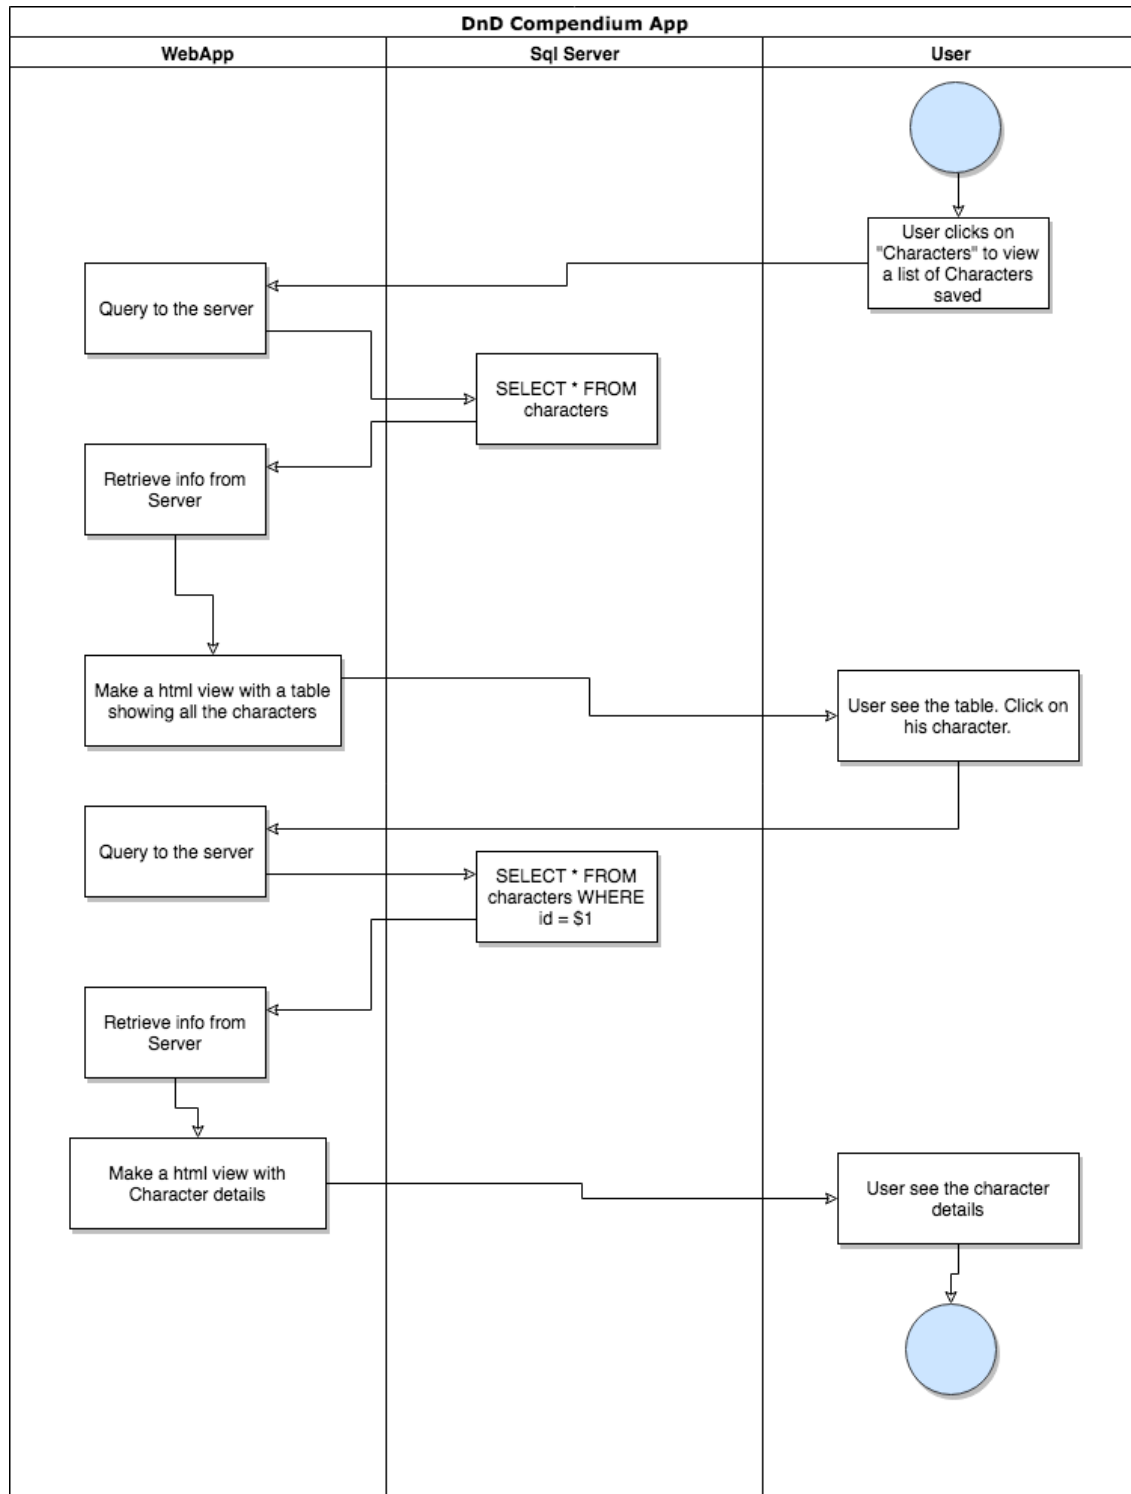 DnD Compendium App
WebApp
Sql Server
User
User clicks on
"Characters" to view
a list of Characters
saved
Query to the server
SELECT * FROM
characters
Retrieve info from
Server
Make a html view with a table
showing all the characters
User see the table. Click on
his character.
Query to the server
SELECT * FROM
characters WHERE
id = $1
Retrieve info from
Server
Make a html view with
Character details
User see the character
details